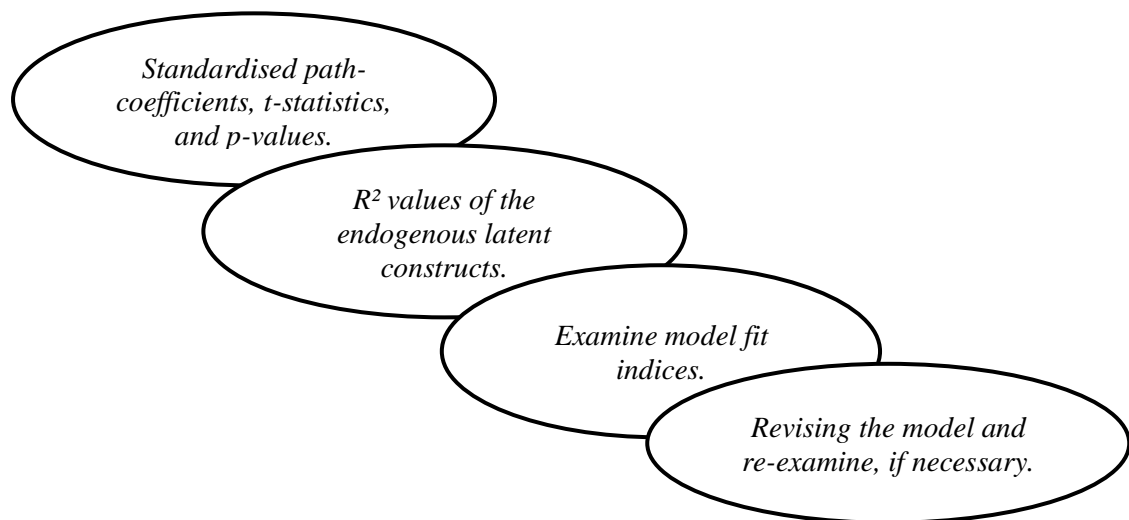 Standardised path-
coefficients, t-statistics,
and p-values.
R² values of the
endogenous latent
constructs.
Examine model fit
indices.
Revising the model and
re-examine, if necessary.